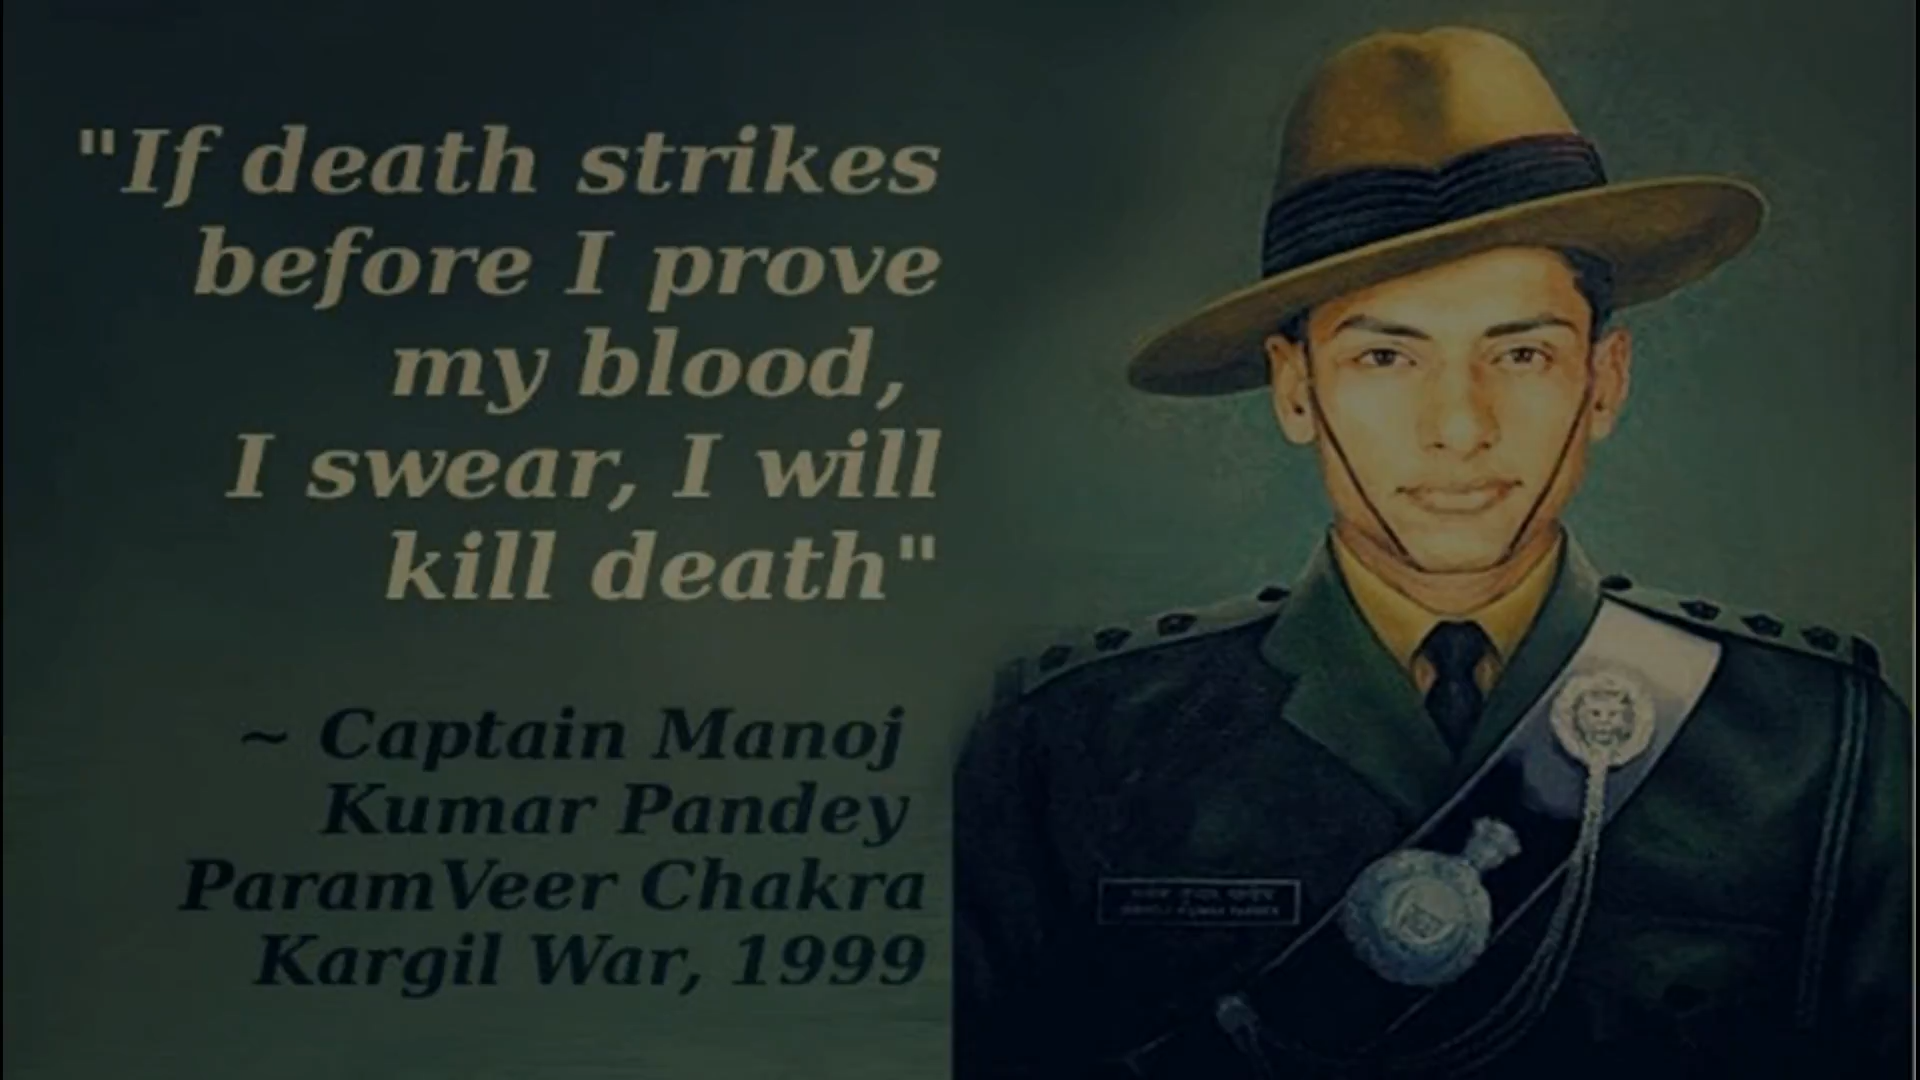 "If death strikes
before I prove
my blood,
I swear, I will
kill death"
~ Captain Manoj
Kumar Pandey
ParamVeer Chakra
Kargil War, 1999